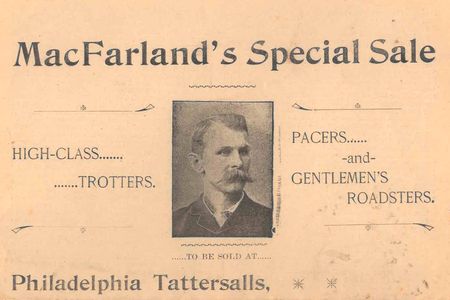 MacFarland's Special Sale
HIGH-CLASS.......
.......TROTTERS.
PACERS......
-and-
GENTLEMEN'S
ROADSTERS.
......TO BE SOLD AT......
Philadelphia Tattersalls,